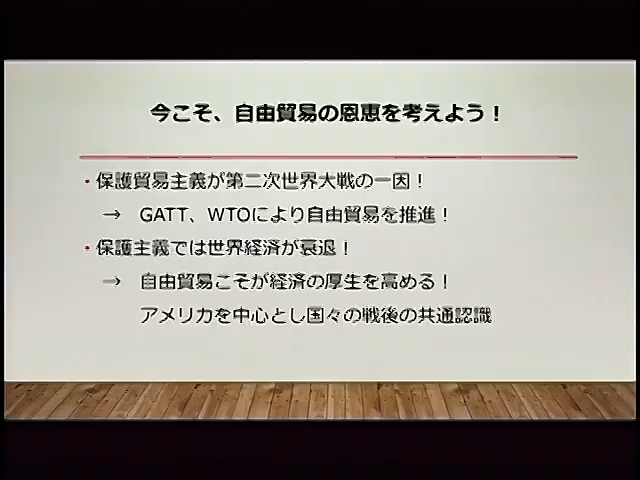 今こそ、自由貿易の恩恵を考えよう！
・保護貿易主義が第二次世界大戦の一因！
→ GATT、WTOにより自由貿易を推進！
・保護主義では世界経済が衰退！
→ 自由貿易こそが経済の厚生を高める！
アメリカを中心とし国々の戦後の共通認識